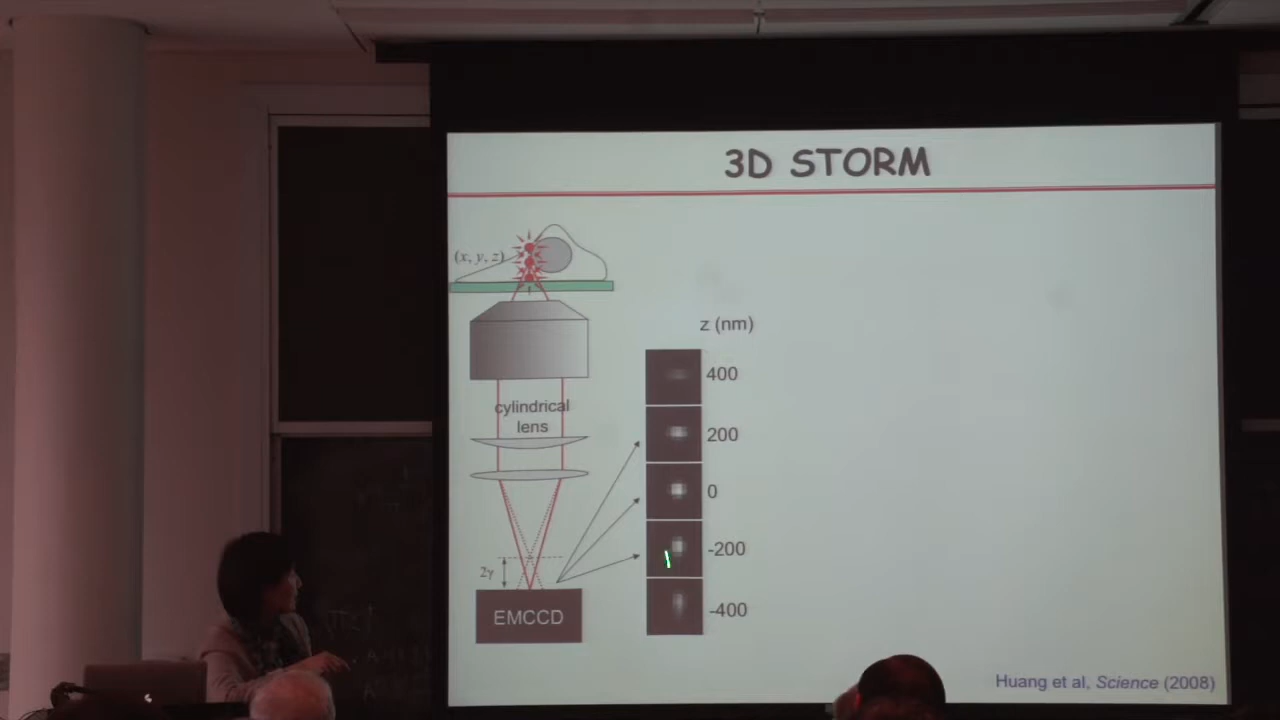 3D STORM
(x, y, z)
z (nm)
400
cylindrical
lens
200
0
-200
2γ
EMCCD
-400
Huang et al, Science (2008)